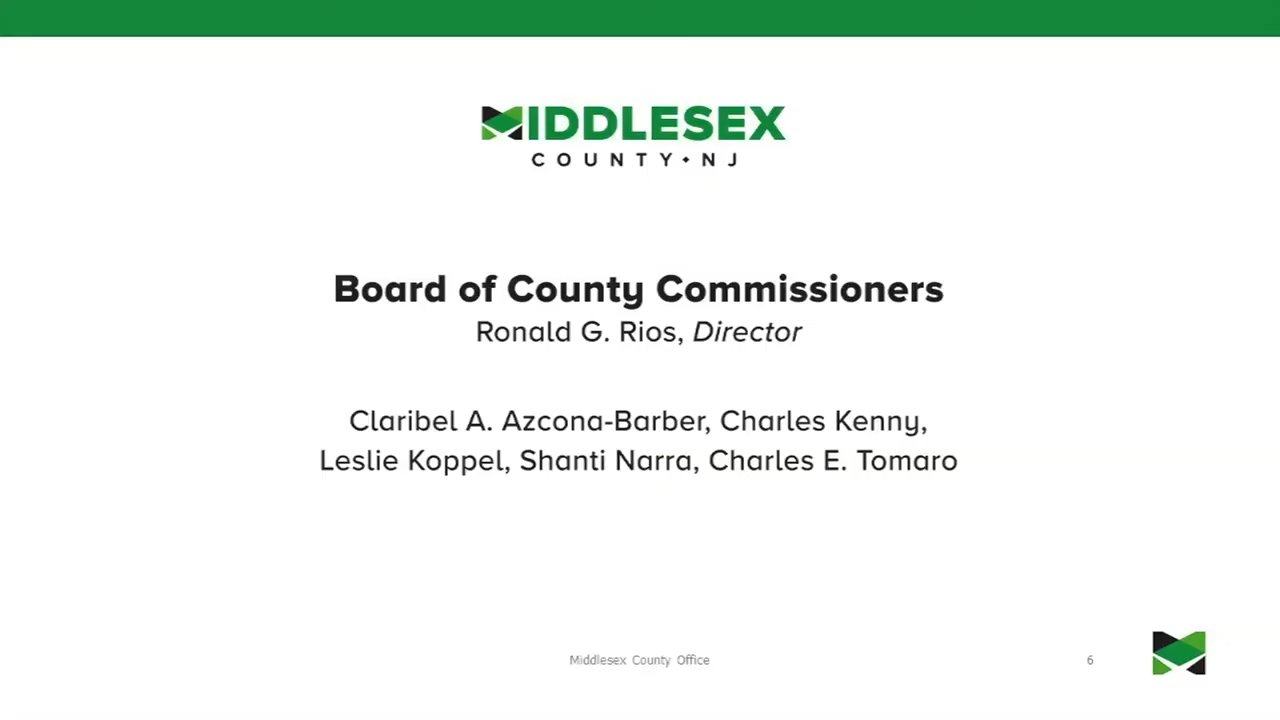 MIDDLESEX
COUNTY•NJ
Board of County Commissioners
Ronald G. Rios, Director
Claribel A. Azcona-Barber, Charles Kenny,
Leslie Koppel, Shanti Narra, Charles E. Tomaro
Middlesex County Office
6